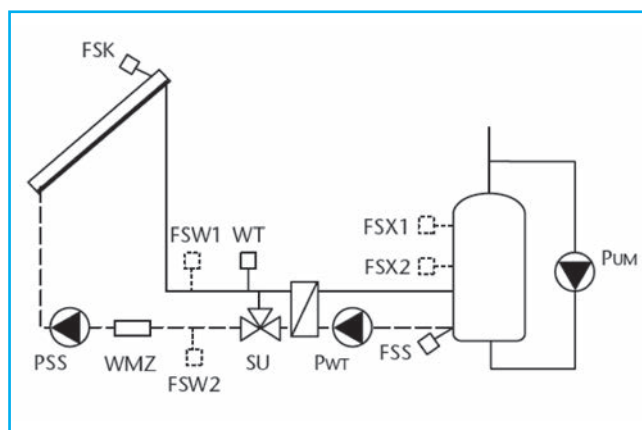 FSK
FSW1 WT
FSX1
FSX2
PUM
PSS WMZ
FSW2
SU
PWT
FSS